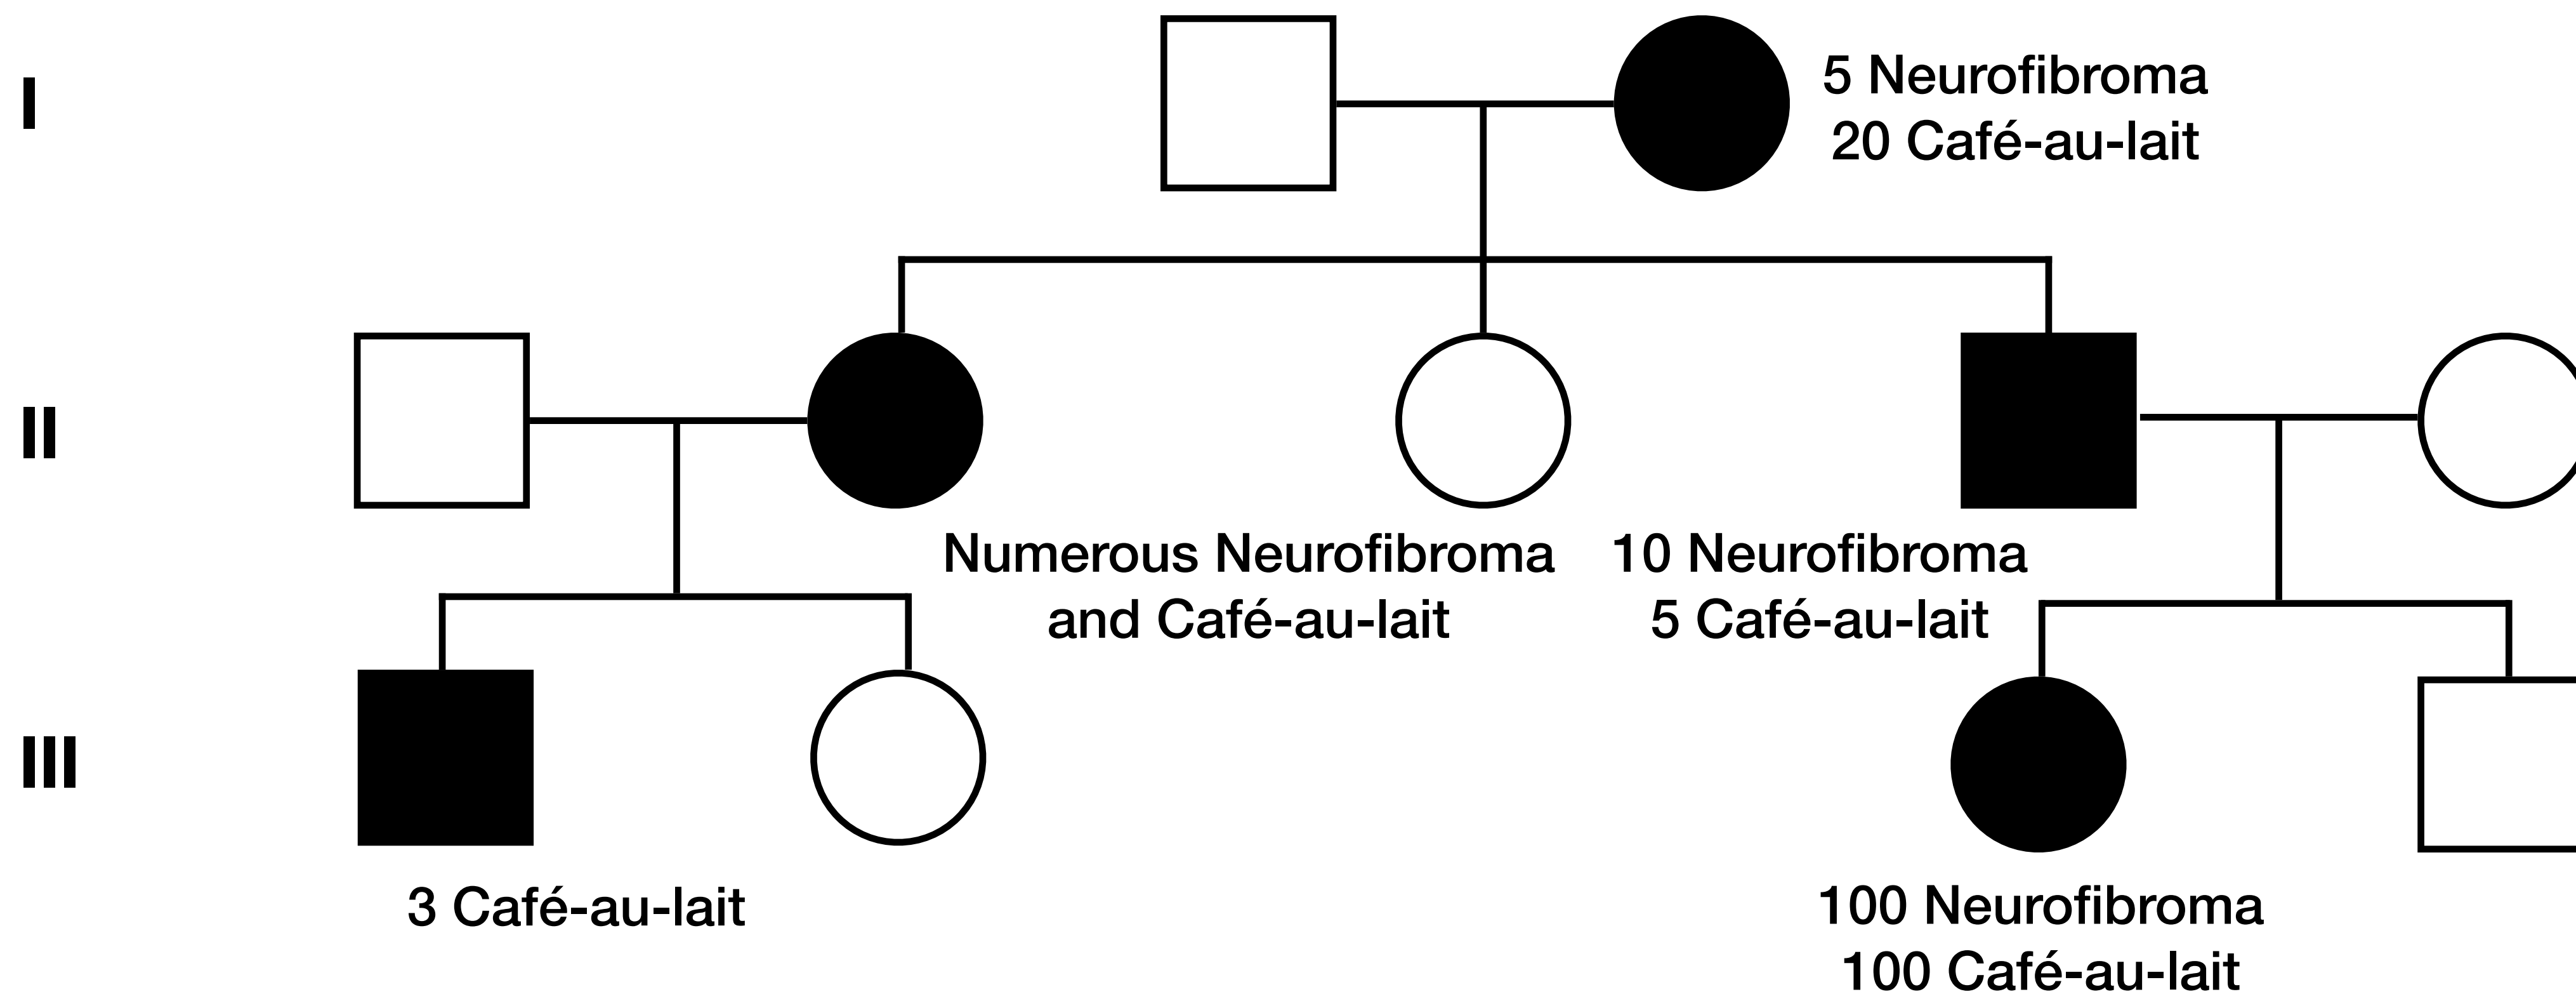 I
5 Neurofibroma
20 Café-au-lait
II
Numerous Neurofibroma
and Café-au-lait
10 Neurofibroma
5 Café-au-lait
III
3 Café-au-lait
100 Neurofibroma
100 Café-au-lait